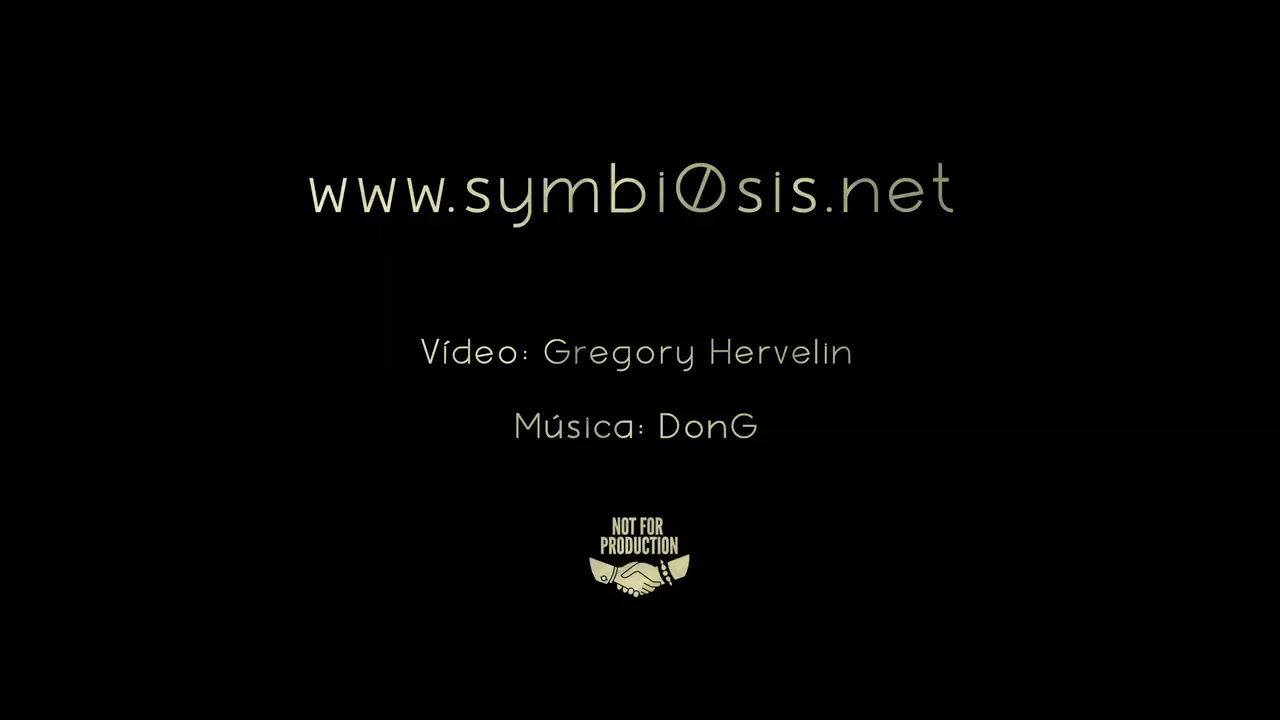 www.symbi0sis.net
Vídeo: Gregory Hervelin
Música: DonG
NOT FOR
PRODUCTION